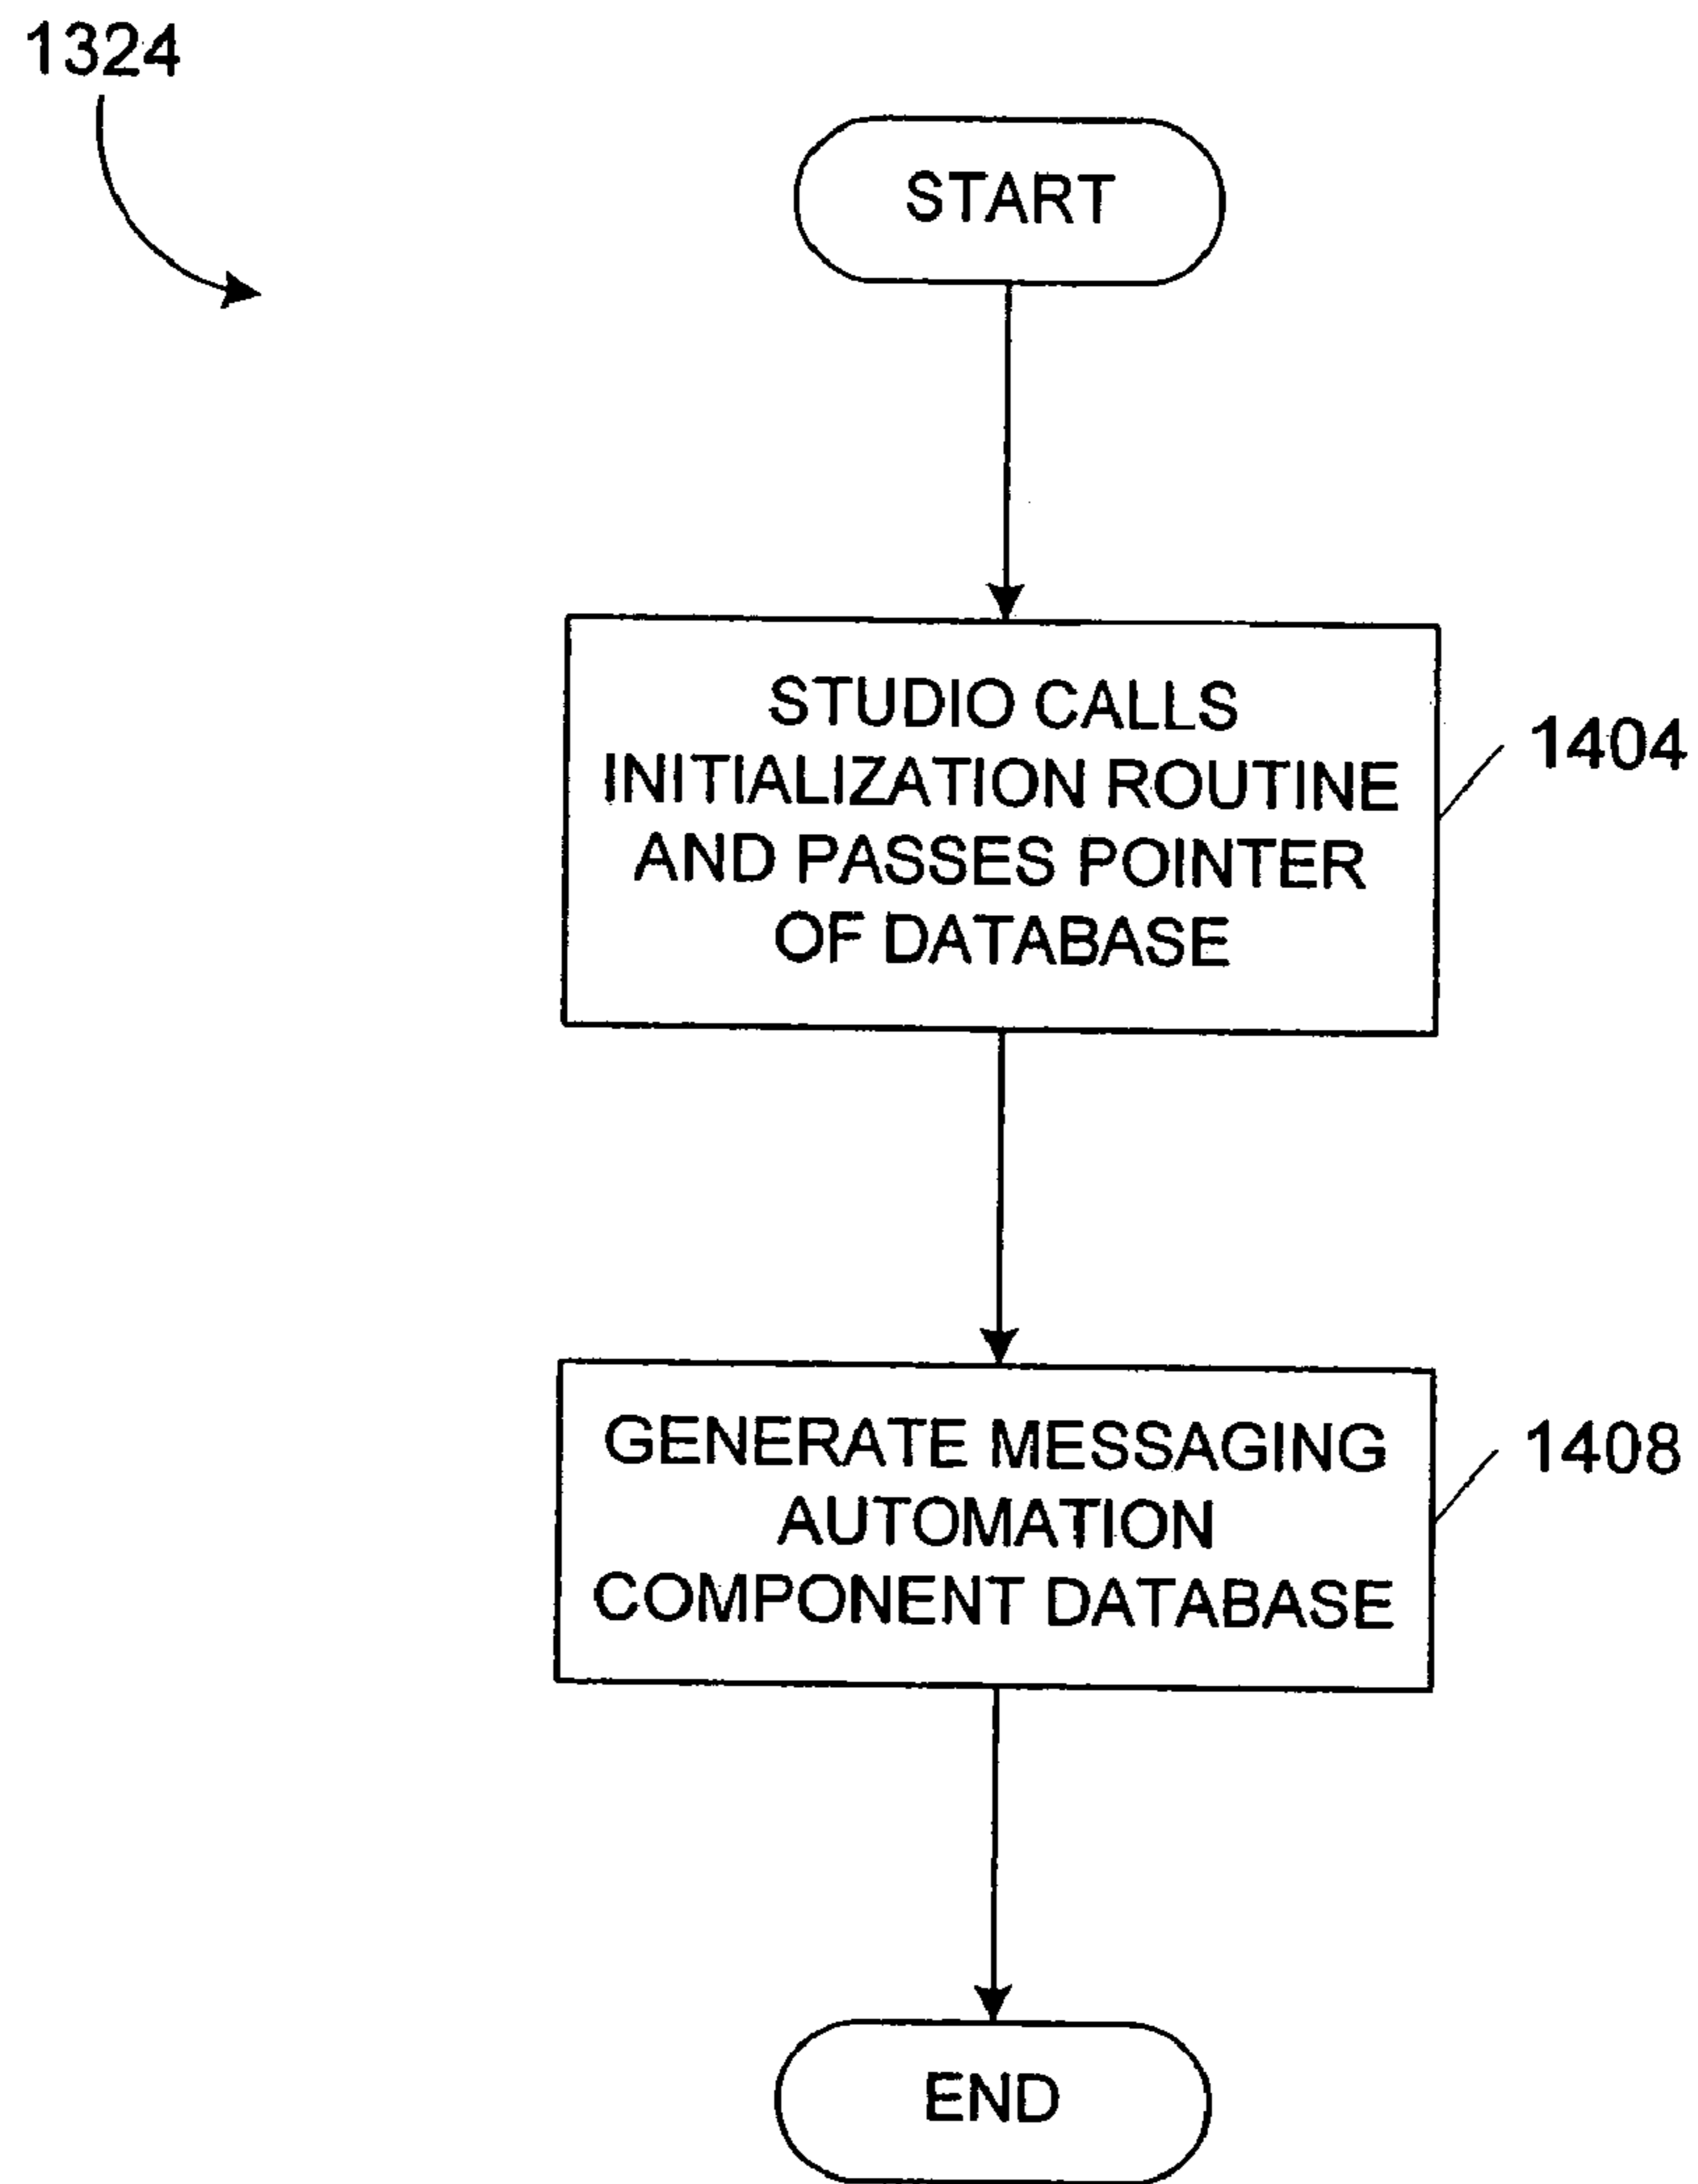 1324
START
STUDIO CALLS
INITIALIZATION ROUTINE
AND PASSES POINTER
OF DATABASE
1404
GENERATE MESSAGING
AUTOMATION
COMPONENT DATABASE
1408
END